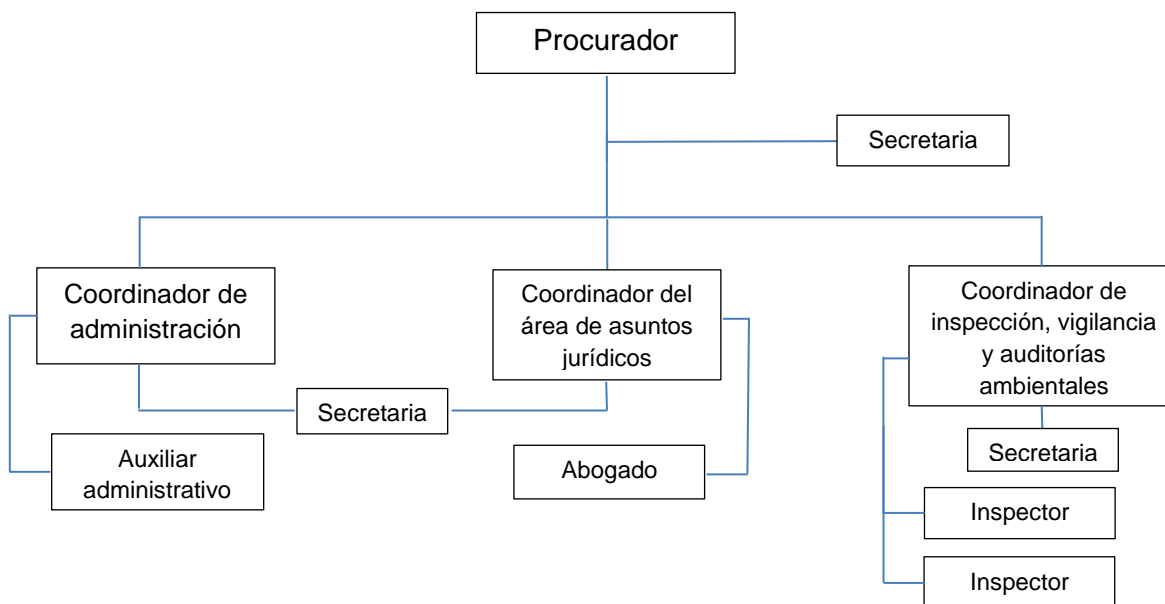 Procurador
Secretaria
Coordinador de
administración
Coordinador del
área de asuntos
jurídicos
Coordinador de
inspección, vigilancia
y auditorías
ambientales
Secretaria
Auxiliar
administrativo
Abogado
Secretaria
Inspector
Inspector